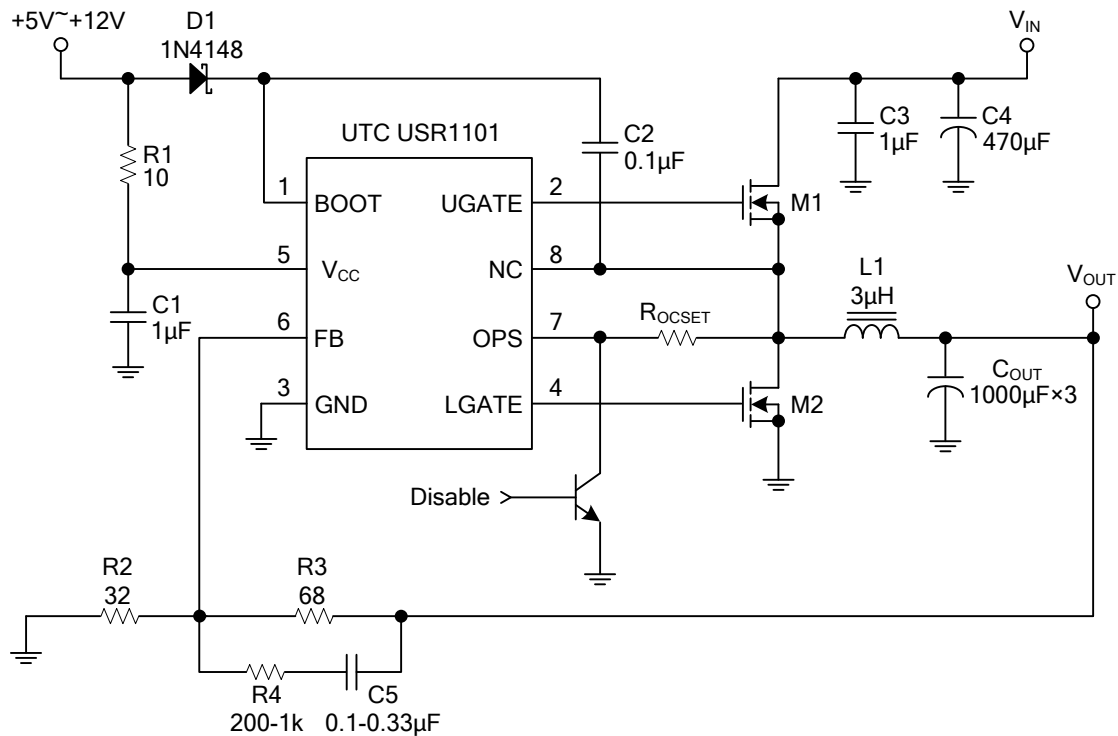 +5V~+12V
D1
1N4148
V_IN
UTC USR1101
C2
0.1μF
C3
1μF
C4
470μF
R1
10
1
BOOT
UGATE
2
M1
5
V_CC
NC
8
L1
3μH
V_OUT
C1
1μF
6
FB
OPS
7
R_OCSET
3
GND
LGATE
4
M2
C_OUT
1000μF×3
Disable
R2
32
R3
68
R4
200-1k
C5
0.1-0.33μF